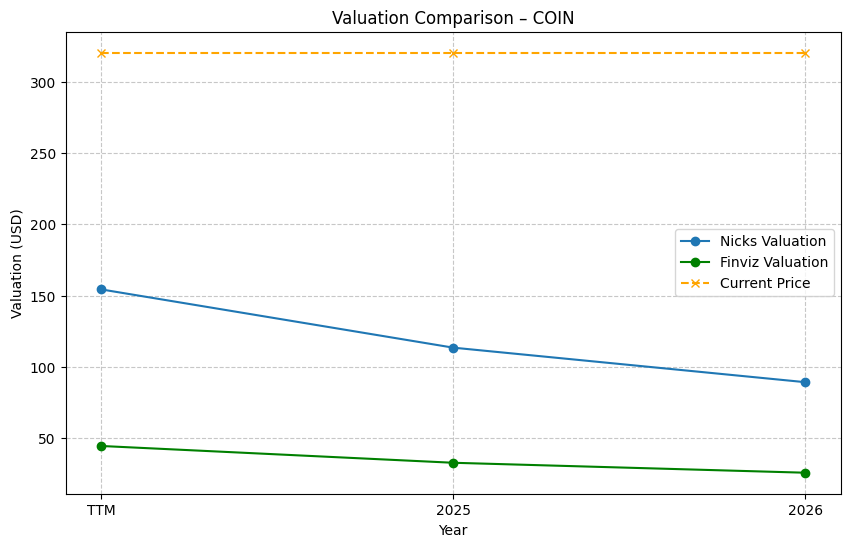 Valuation Comparison – COIN
Valuation (USD)
300
250
200
150
100
50
Nicks Valuation
Finviz Valuation
Current Price
TTM
2025
2026
Year